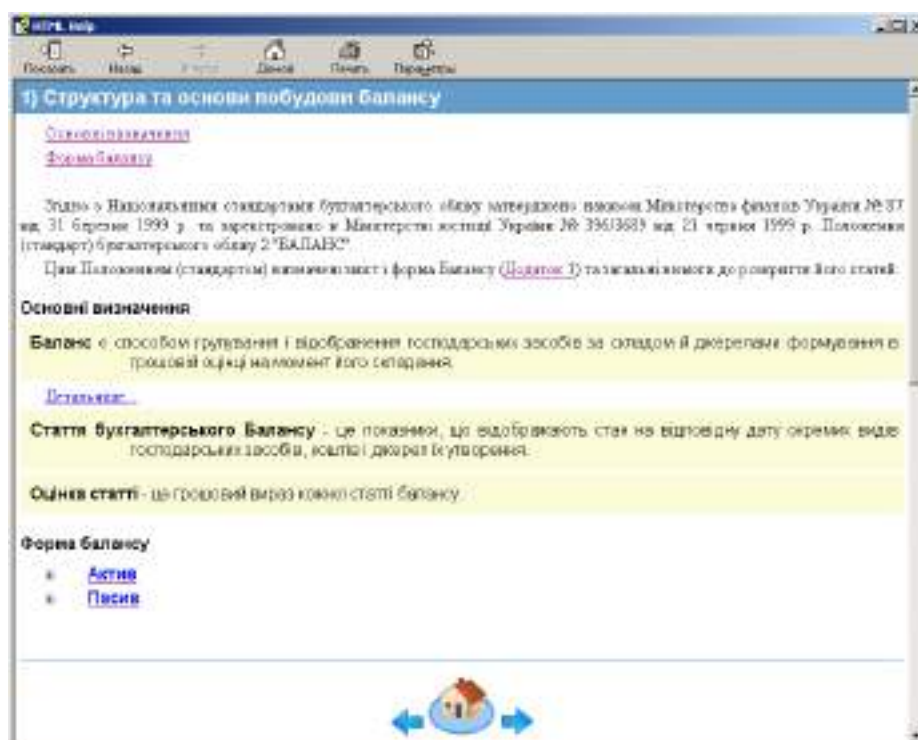 HTML Help
Показать Назад Вперед Домой Печать Параметры
1) Структура та основи побудови балансу
Основні визначення
Форма балансу
Згідно з Національними стандартами бухгалтерського обліку затверджено наказом Міністерства фінансів України № 87
від 31 березня 1999 р. та зареєстровано в Міністерстві юстиції України № 396/3689 від 21 червня 1999 р. Положення
(стандарт) бухгалтерського обліку 2 "БАЛАНС".
Цим Положенням (стандартом) визначені зміст і форма Балансу (Додаток 1) та загальні вимоги до розкриття його статей.
Основні визначення
Баланс є способом групування і відображення господарських засобів за складом й джерелами формування в
грошовій оцінці на момент його складання.
Детальніше...
Стаття бухгалтерського Балансу - це показники, що відображають стан на відповідну дату окремих видів
господарських засобів, коштів і джерел їх утворення.
Оцінка статті - це грошовий вираз кожної статті балансу.
Форма балансу
Актив
Пасив